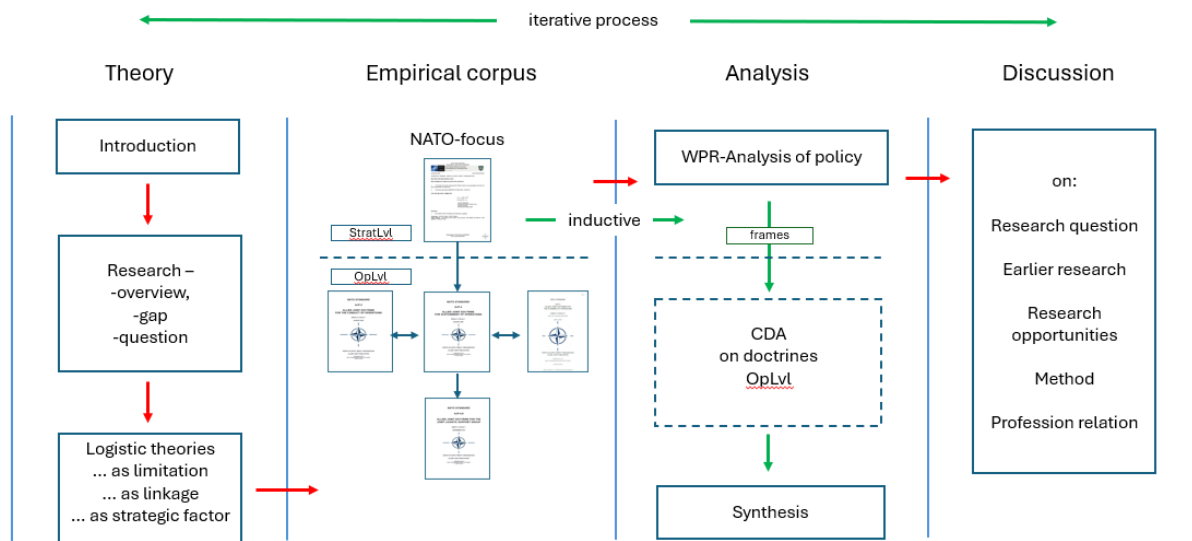 iterative process
Theory
Empirical corpus
Analysis
Discussion
Introduction
Research –
-overview,
-gap
-question
Logistic theories
... as limitation
... as linkage
... as strategic factor
NATO-focus
StratLvl
OpLvl
inductive
WPR-Analysis of policy
frames
CDA
on doctrines
OpLvl
Synthesis
on:
Research question
Earlier research
Research
opportunities
Method
Profession relation